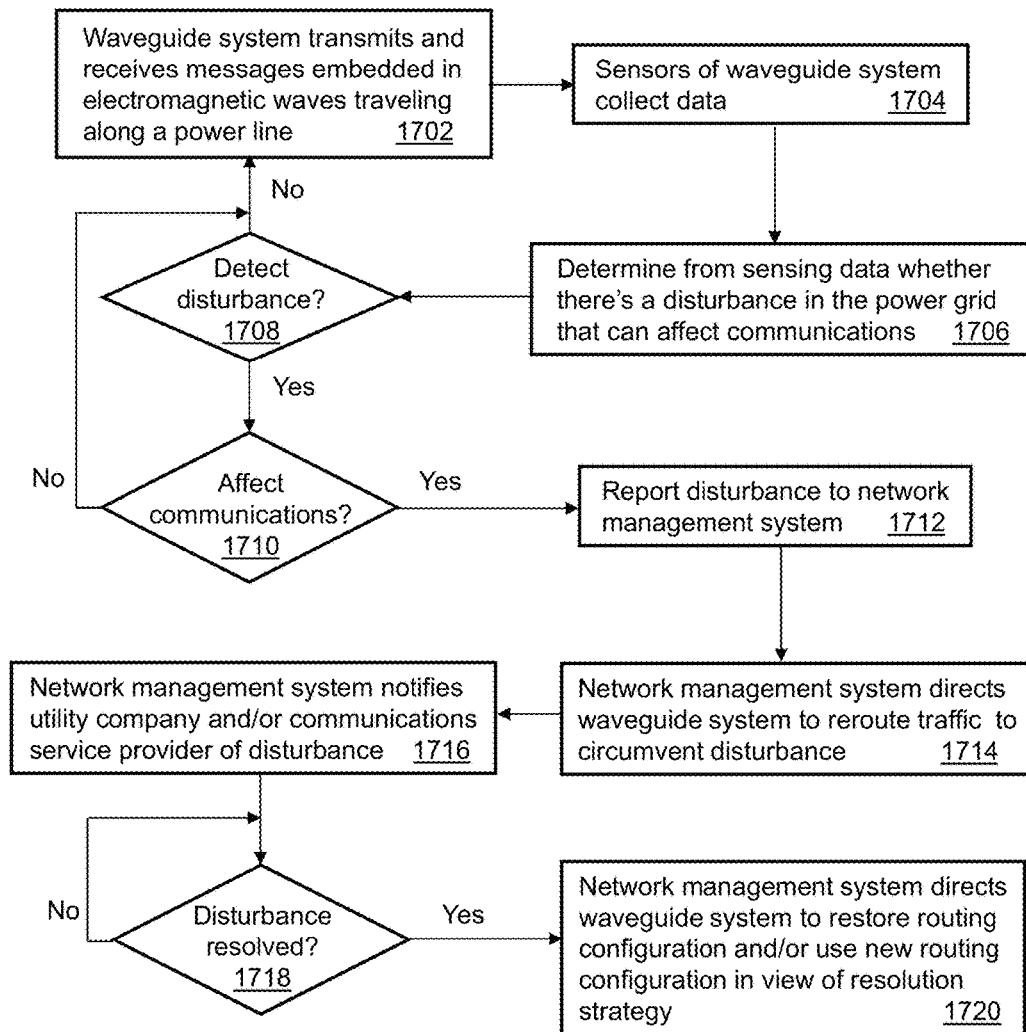 Waveguide system transmits and
receives messages embedded in
electromagnetic waves traveling
along a power line 1702
Sensors of waveguide system
collect data 1704
No
Detect
disturbance?
1708
Determine from sensing data whether
there's a disturbance in the power grid
that can affect communications 1706
Yes
No
Affect
communications?
1710
Yes
Report disturbance to network
management system 1712
Network management system notifies
utility company and/or communications
service provider of disturbance 1716
Network management system directs
waveguide system to reroute traffic to
circumvent disturbance 1714
No
Disturbance
resolved?
1718
Yes
Network management system directs
waveguide system to restore routing
configuration and/or use new routing
configuration in view of resolution
strategy 1720